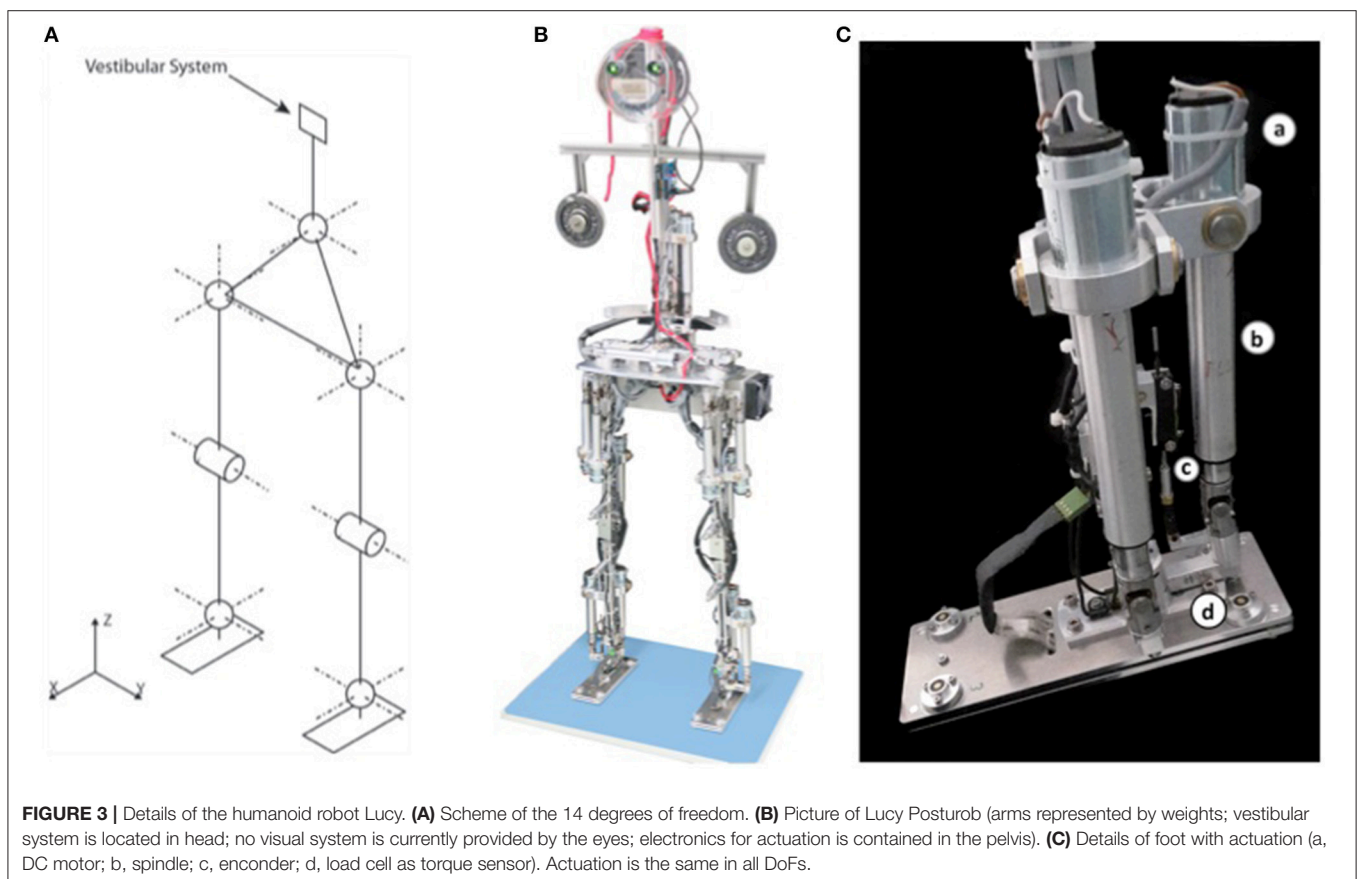 A
B
C
Vestibular System
Z
X
Y
a
b
c
d
FIGURE 3 | Details of the humanoid robot Lucy. (A) Scheme of the 14 degrees of freedom. (B) Picture of Lucy Posturob (arms represented by weights; vestibular
system is located in head; no visual system is currently provided by the eyes; electronics for actuation is contained in the pelvis). (C) Details of foot with actuation (a,
DC motor; b, spindle; c, enconder; d, load cell as torque sensor). Actuation is the same in all DoFs.